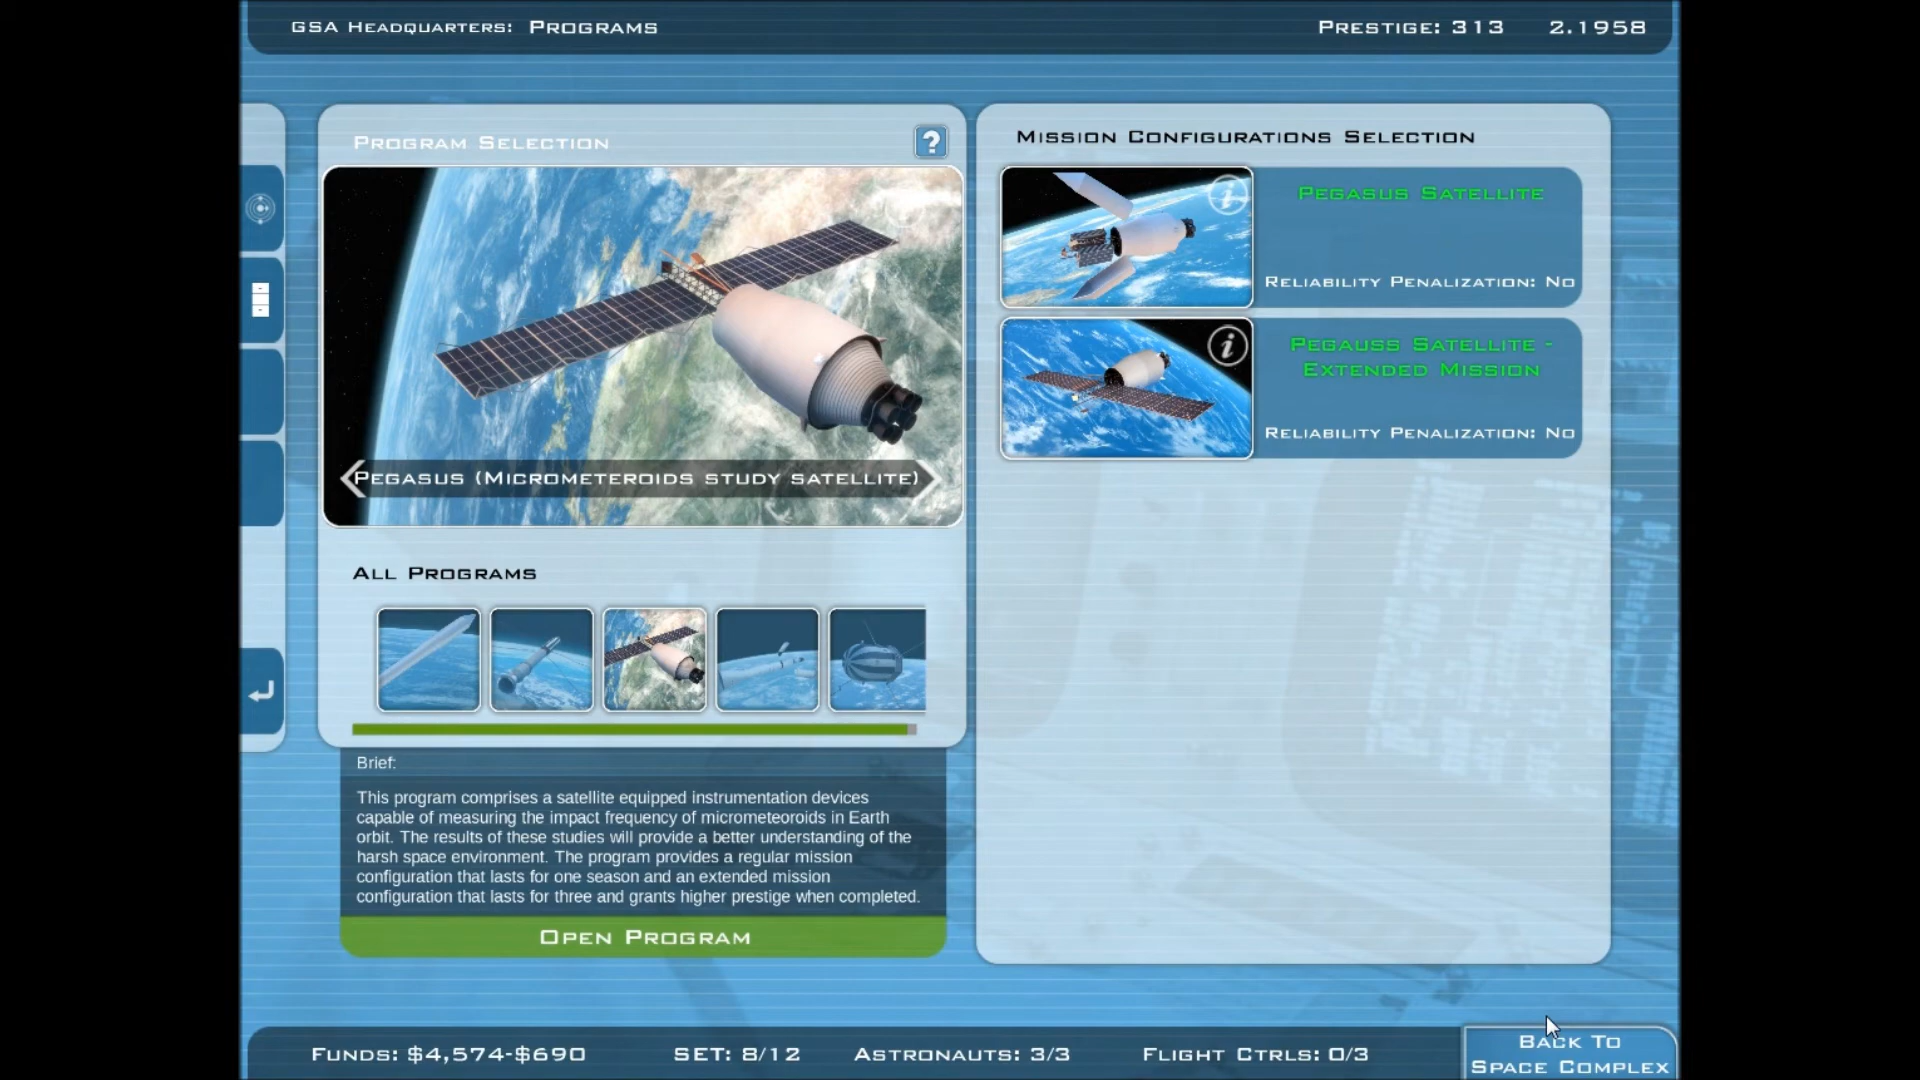 GSA Headquarters: Programs
Prestige: 313 2.1958
Program Selection
?
Pegasus (Micrometeroids study satellite)
All Programs
Brief:
This program comprises a satellite equipped instrumentation devices
capable of measuring the impact frequency of micrometeoroids in Earth
orbit. The results of these studies will provide a better understanding of the
harsh space environment. The program provides a regular mission
configuration that lasts for one season and an extended mission
configuration that lasts for three and grants higher prestige when completed.
Open Program
Mission Configurations Selection
i
Pegasus Satellite
Reliability Penalization: No
i
Pegauss Satellite -
Extended Mission
Reliability Penalization: No
Funds: $4,574-$690
SET: 8/12
Astronauts: 3/3
Flight Ctrls: 0/3
Back To
Space Complex